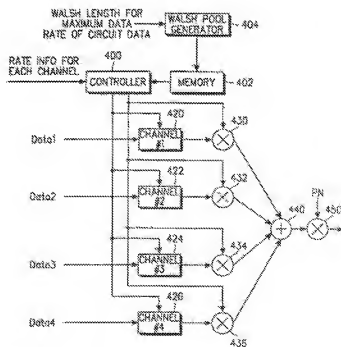 WALSH LENGTH FOR
MAXIMUM DATA
RATE OF CIRCUIT DATA
WALSH POOL
GENERATOR
404
RATE INFO FOR
EACH CHANNEL
400
CONTROLLER
MEMORY
402
420
430
Data1
CHANNEL
#1
422
432
Data2
CHANNEL
#2
440
PN
450
424
434
Data3
CHANNEL
#3
426
Data4
CHANNEL
#4
436